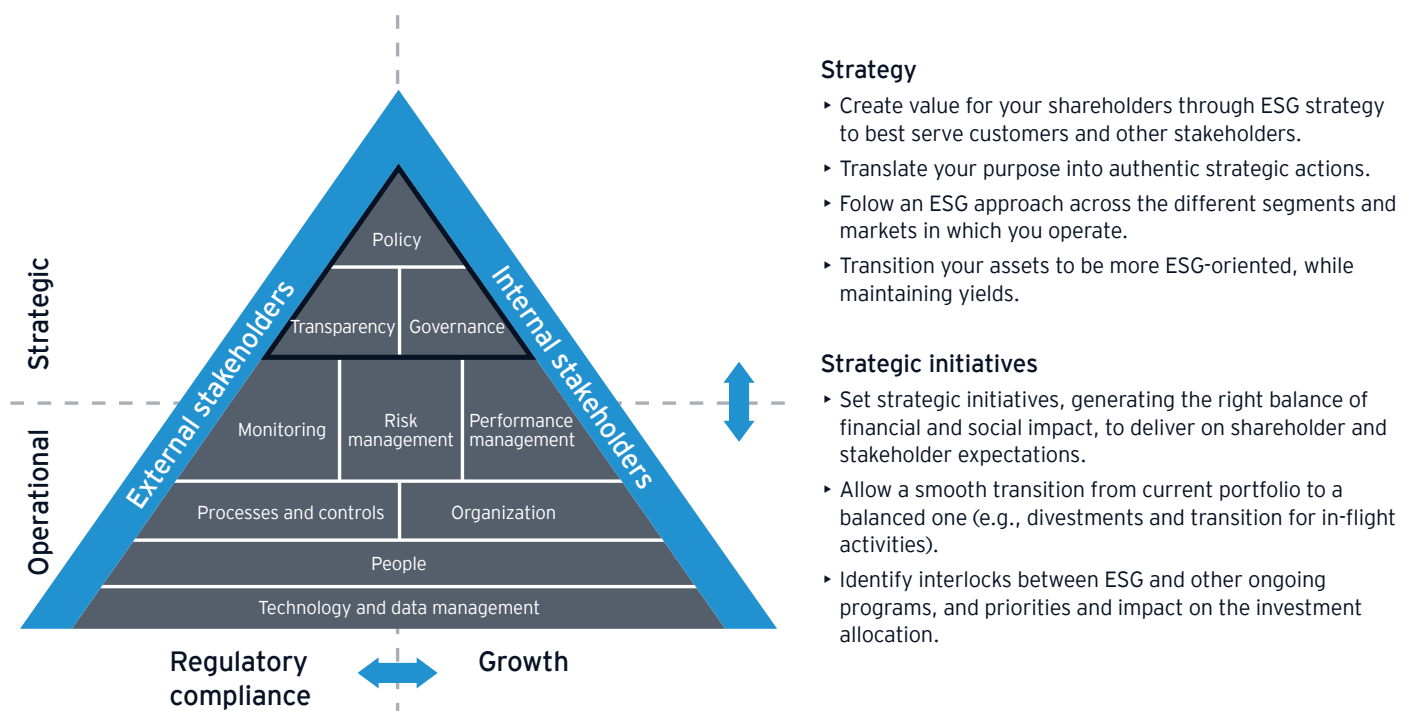 Strategic
Operational
External stakeholders
Internal stakeholders
Policy
Transparency
Governance
Monitoring
Risk
management
Performance
management
Processes and controls
Organization
People
Technology and data management
Regulatory
compliance
Growth
Strategy
‣ Create value for your shareholders through ESG strategy
to best serve customers and other stakeholders.
‣ Translate your purpose into authentic strategic actions.
‣ Folow an ESG approach across the different segments and
markets in which you operate.
‣ Transition your assets to be more ESG-oriented, while
maintaining yields.
Strategic initiatives
‣ Set strategic initiatives, generating the right balance of
financial and social impact, to deliver on shareholder and
stakeholder expectations.
‣ Allow a smooth transition from current portfolio to a
balanced one (e.g., divestments and transition for in-flight
activities).
‣ Identify interlocks between ESG and other ongoing
programs, and priorities and impact on the investment
allocation.